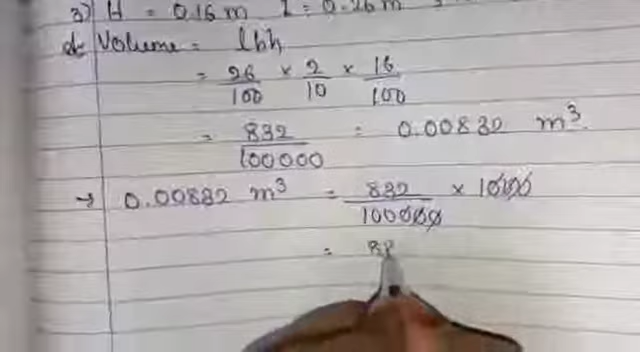 3) H = 0.16 m l = 0.26 m
Volume = lbh
= 26/100 × 2/10 × 16/100
= 832/100000 = 0.00832 m³.
→ 0.00832 m³ = 832/100000 × 1000
= 83